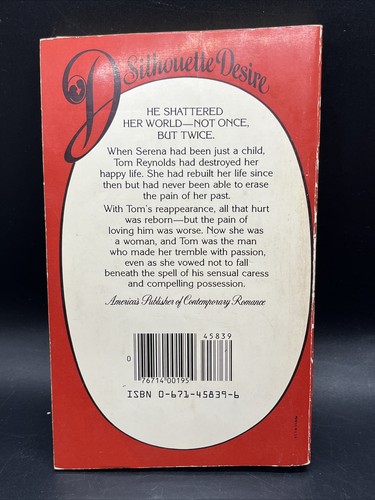 Silhouette Desire
HE SHATTERED
HER WORLD—NOT ONCE,
BUT TWICE.
When Serena had been just a child,
Tom Reynolds had destroyed her
happy life. She had rebuilt her life since
then but had never been able to erase
the pain of her past.
With Tom's reappearance, all that hurt
was reborn—but the pain of
loving him was worse. Now she was
a woman, and Tom was the man
who made her tremble with passion,
even as she vowed not to fall
beneath the spell of his sensual caress
and compelling possession.
America's Publisher of Contemporary Romance
45839
0
76714 00195
ISBN 0-671-45839-6